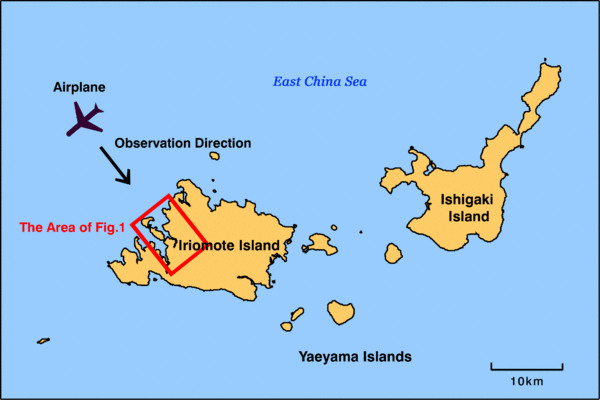 East China Sea
Airplane
Observation Direction
Ishigaki
Island
The Area of Fig.1
Iriomote Island
Yaeyama Islands
10km